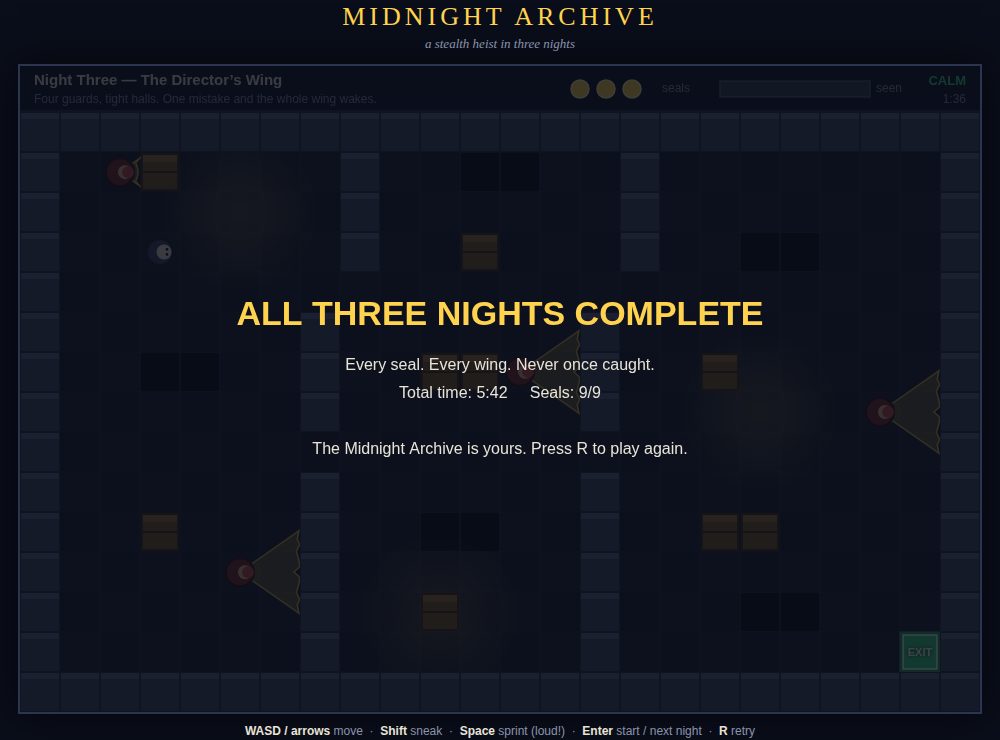 MIDNIGHT ARCHIVE
a stealth heist in three nights
Night Three — The Director's Wing
Four guards, tight halls. One mistake and the whole wing wakes.
seals
seen
CALM
1:36
ALL THREE NIGHTS COMPLETE
Every seal. Every wing. Never once caught.
Total time: 5:42 Seals: 9/9
The Midnight Archive is yours. Press R to play again.
EXIT
WASD / arrows move · Shift sneak · Space sprint (loud!) · Enter start / next night · R retry